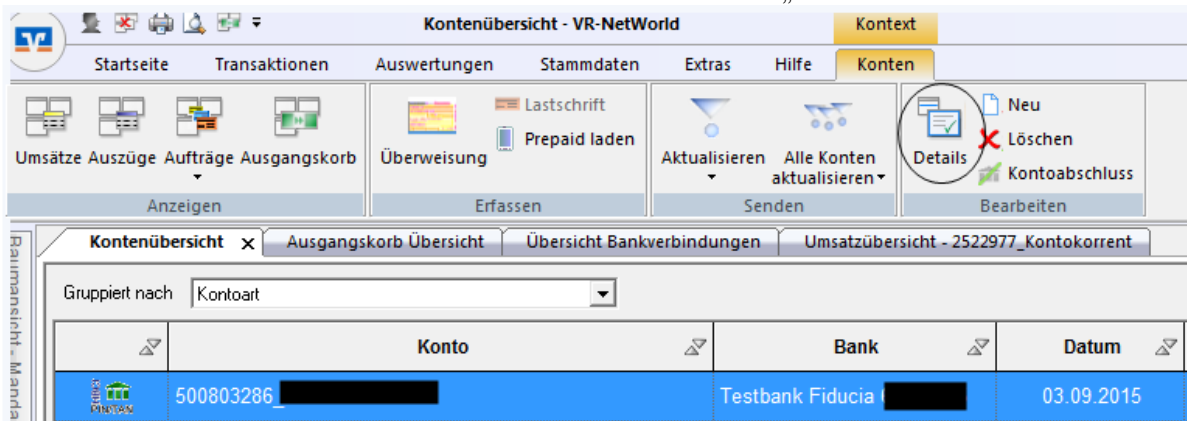 „
Kontenübersicht - VR-NetWorld
Kontext
Startseite Transaktionen Auswertungen Stammdaten Extras Hilfe Konten
Umsätze Auszüge Aufträge Ausgangskorb
Überweisung
Lastschrift
Prepaid laden
Aktualisieren
Alle Konten
aktualisieren
Details
Neu
Löschen
Kontoabschluss
Anzeigen Erfassen Senden Bearbeiten
Baumansicht - Manda
Kontenübersicht x Ausgangskorb Übersicht Übersicht Bankverbindungen Umsatzübersicht - 2522977_Kontokorrent
Gruppiert nach Kontoart
Konto Bank Datum
PIN/TAN 500803286_ Testbank Fiducia 03.09.2015